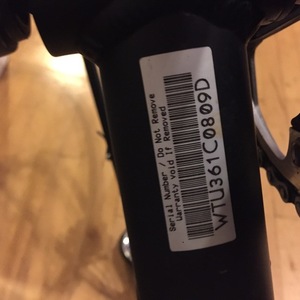 Serial Number / Do Not Remove
Warranty void If Removed
WTU361C0809D